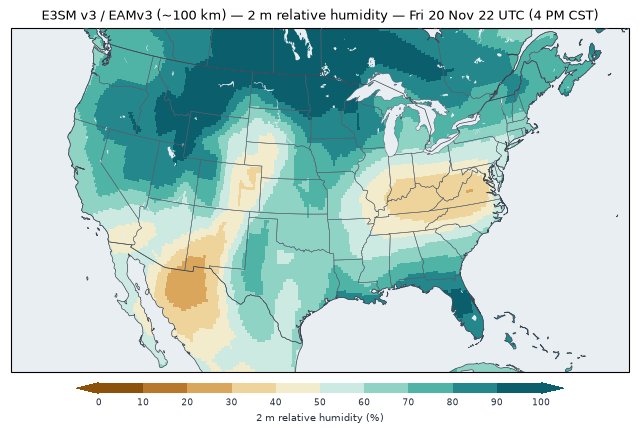 E3SM v3 / EAMv3 (~100 km) — 2 m relative humidity — Fri 20 Nov 22 UTC (4 PM CST)
0 10 20 30 40 50 60 70 80 90 100
2 m relative humidity (%)